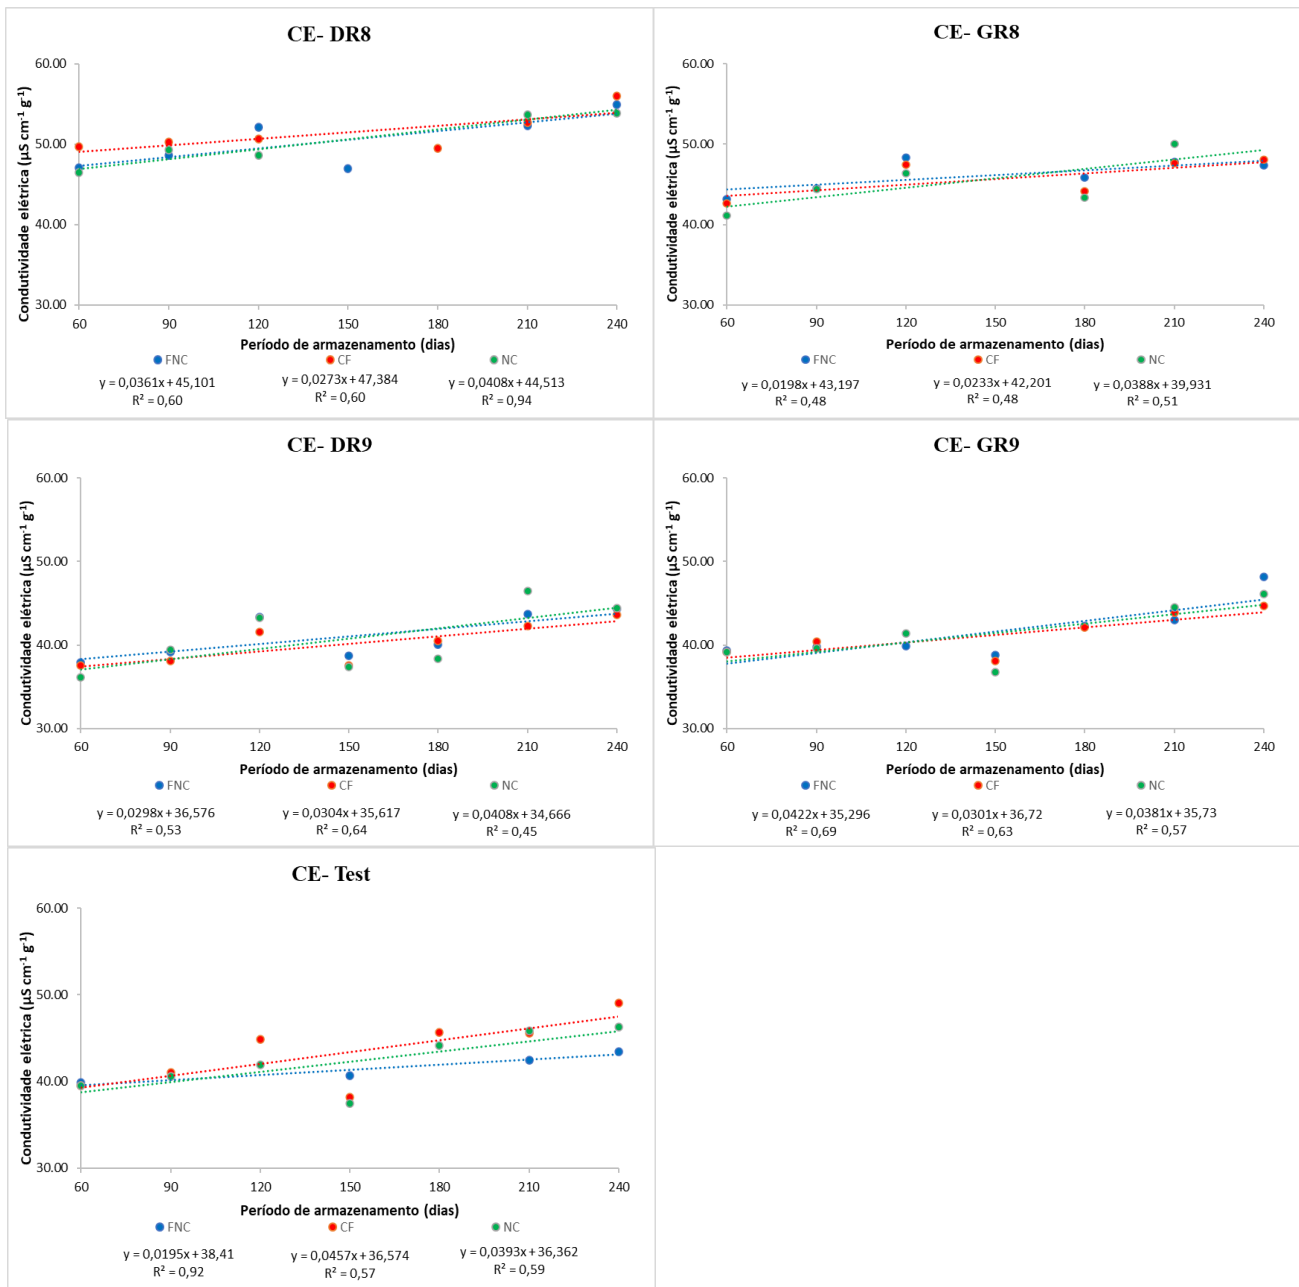 CE- DR8
Condutividade elétrica (µS cm⁻¹ g⁻¹)
60.00
50.00
40.00
30.00
60 90 120 150 180 210 240
Período de armazenamento (dias)
FNC CF NC
y = 0,0361x + 45,101 y = 0,0273x + 47,384 y = 0,0408x + 44,513
R² = 0,60 R² = 0,60 R² = 0,94
CE- GR8
Condutividade elétrica (µS cm⁻¹ g⁻¹)
60.00
50.00
40.00
30.00
60 90 120 150 180 210 240
Período de armazenamento (dias)
FNC CF NC
y = 0,0198x + 43,197 y = 0,0233x + 42,201 y = 0,0388x + 39,931
R² = 0,48 R² = 0,48 R² = 0,51
CE- DR9
Condutividade elétrica (µS cm⁻¹ g⁻¹)
60.00
50.00
40.00
30.00
60 90 120 150 180 210 240
Período de armazenamento (dias)
FNC CF NC
y = 0,0298x + 36,576 y = 0,0304x + 35,617 y = 0,0408x + 34,666
R² = 0,53 R² = 0,64 R² = 0,45
CE- GR9
Condutividade elétrica (µS cm⁻¹ g⁻¹)
60.00
50.00
40.00
30.00
60 90 120 150 180 210 240
Período de armazenamento (dias)
FNC CF NC
y = 0,0422x + 35,296 y = 0,0301x + 36,72 y = 0,0381x + 35,73
R² = 0,69 R² = 0,63 R² = 0,57
CE- Test
Condutividade elétrica (µS cm⁻¹ g⁻¹)
60.00
50.00
40.00
30.00
60 90 120 150 180 210 240
Período de armazenamento (dias)
FNC CF NC
y = 0,0195x + 38,41 y = 0,0457x + 36,574 y = 0,0393x + 36,362
R² = 0,92 R² = 0,57 R² = 0,59